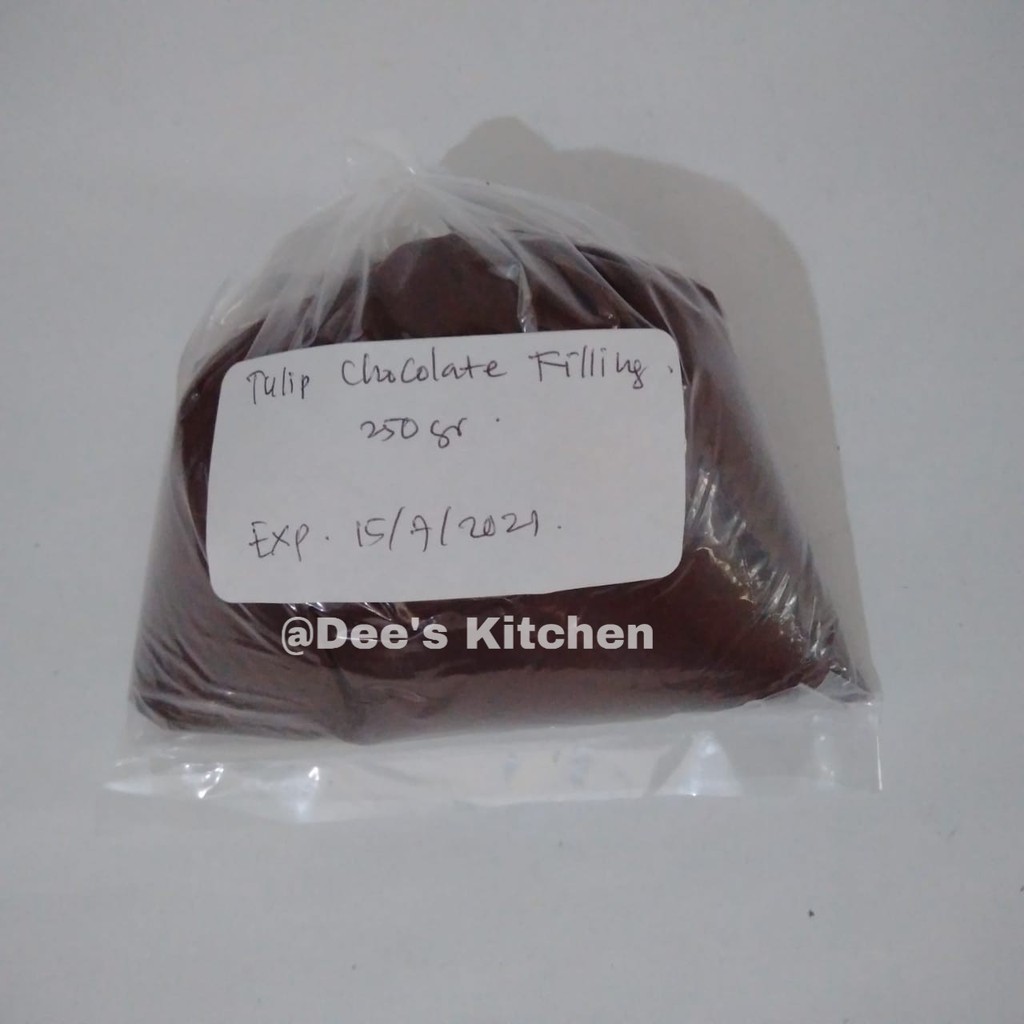 Tulip Chocolate Filling.
250 gr.
Exp. 15/7/2021.
@Dee's Kitchen